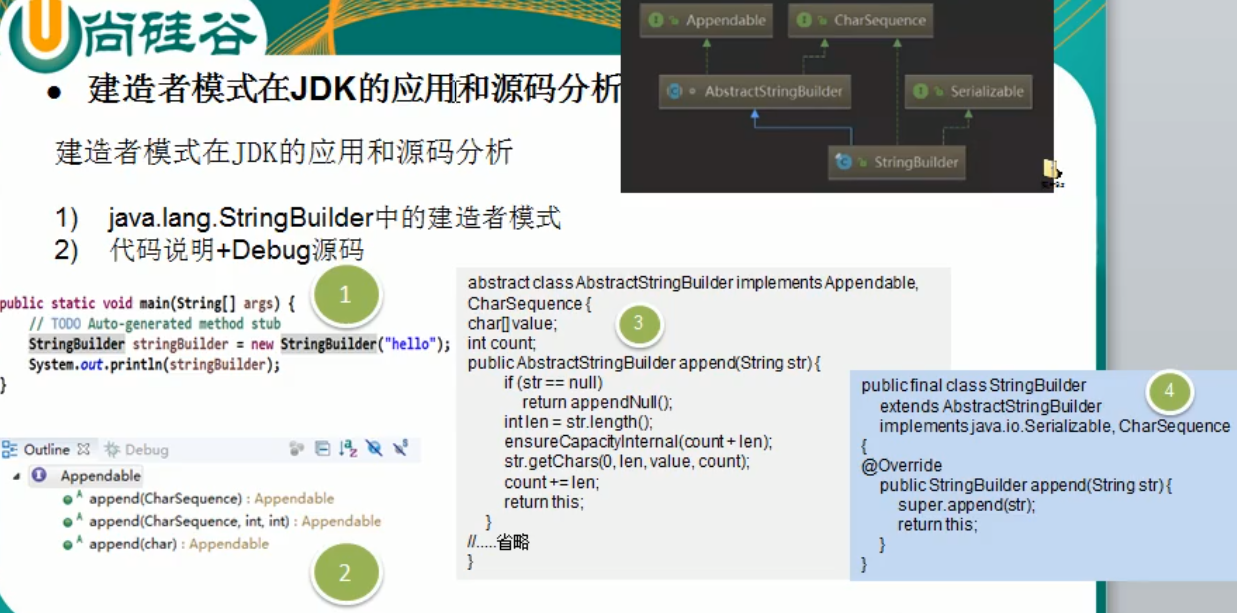 尚硅谷
建造者模式在JDK的应用和源码分析
建造者模式在JDK的应用和源码分析
1) java.lang.StringBuilder中的建造者模式
2) 代码说明+Debug源码
Appendable
CharSequence
AbstractStringBuilder
Serializable
StringBuilder
1
public static void main(String[] args) {
// TODO Auto-generated method stub
StringBuilder stringBuilder = new StringBuilder("hello");
System.out.println(stringBuilder);
}
Outline
Debug
Appendable
append(CharSequence) : Appendable
append(CharSequence, int, int) : Appendable
append(char) : Appendable
2
abstract class AbstractStringBuilder implements Appendable,
CharSequence {
char[] value;
int count;
public AbstractStringBuilder append(String str) {
if (str == null)
return appendNull();
int len = str.length();
ensureCapacityInternal(count + len);
str.getChars(0, len, value, count);
count += len;
return this;
}
//.....省略
}
3
public final class StringBuilder
extends AbstractStringBuilder
implements java.io.Serializable, CharSequence
{
@Override
public StringBuilder append(String str) {
super.append(str);
return this;
}
}
4